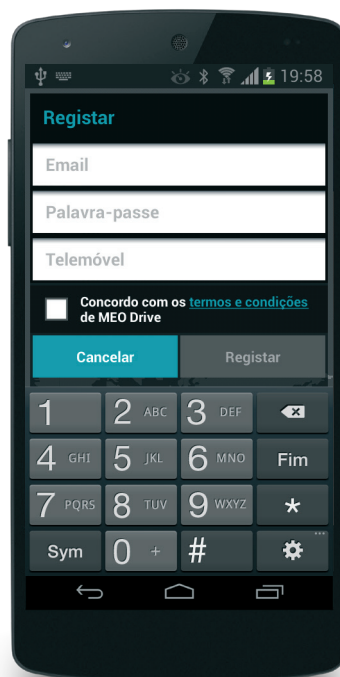 19:58
Registar
Email
Palavra-passe
Telemóvel
Concordo com os termos e condições
de MEO Drive
Cancelar Registar
1 2 ABC 3 DEF
4 GHI 5 JKL 6 MNO Fim
7 PQRS 8 TUV 9 WXYZ *
Sym 0 + #